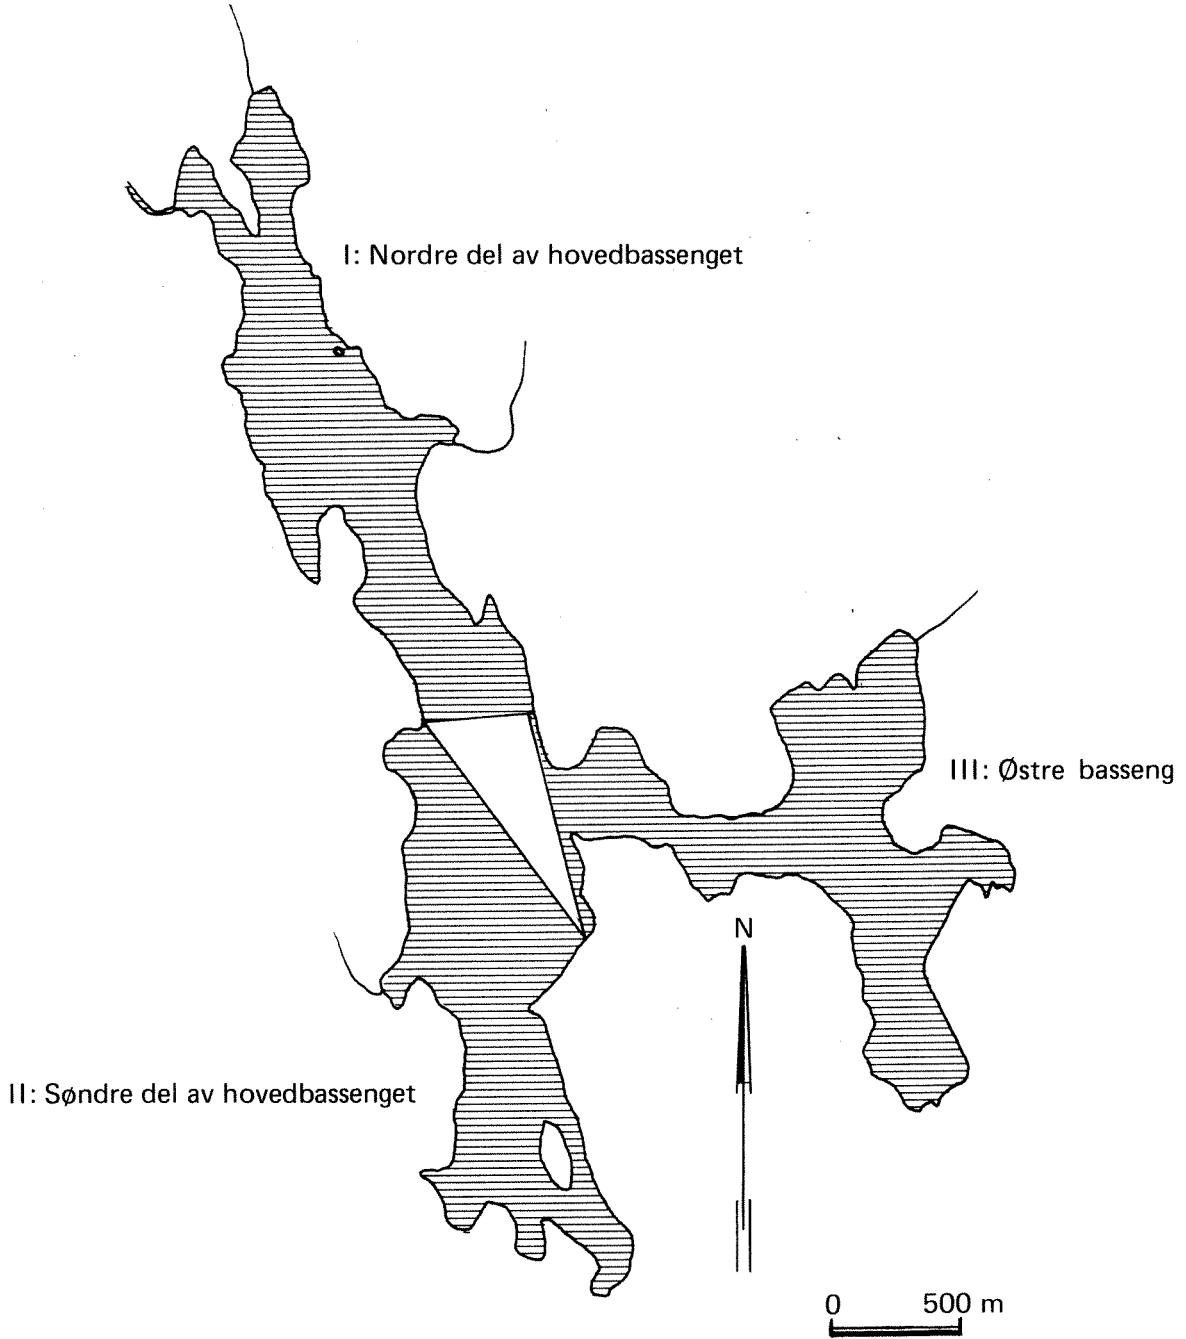 I: Nordre del av hovedbassenget
III: Østre basseng
N
II: Søndre del av hovedbassenget
0 500 m